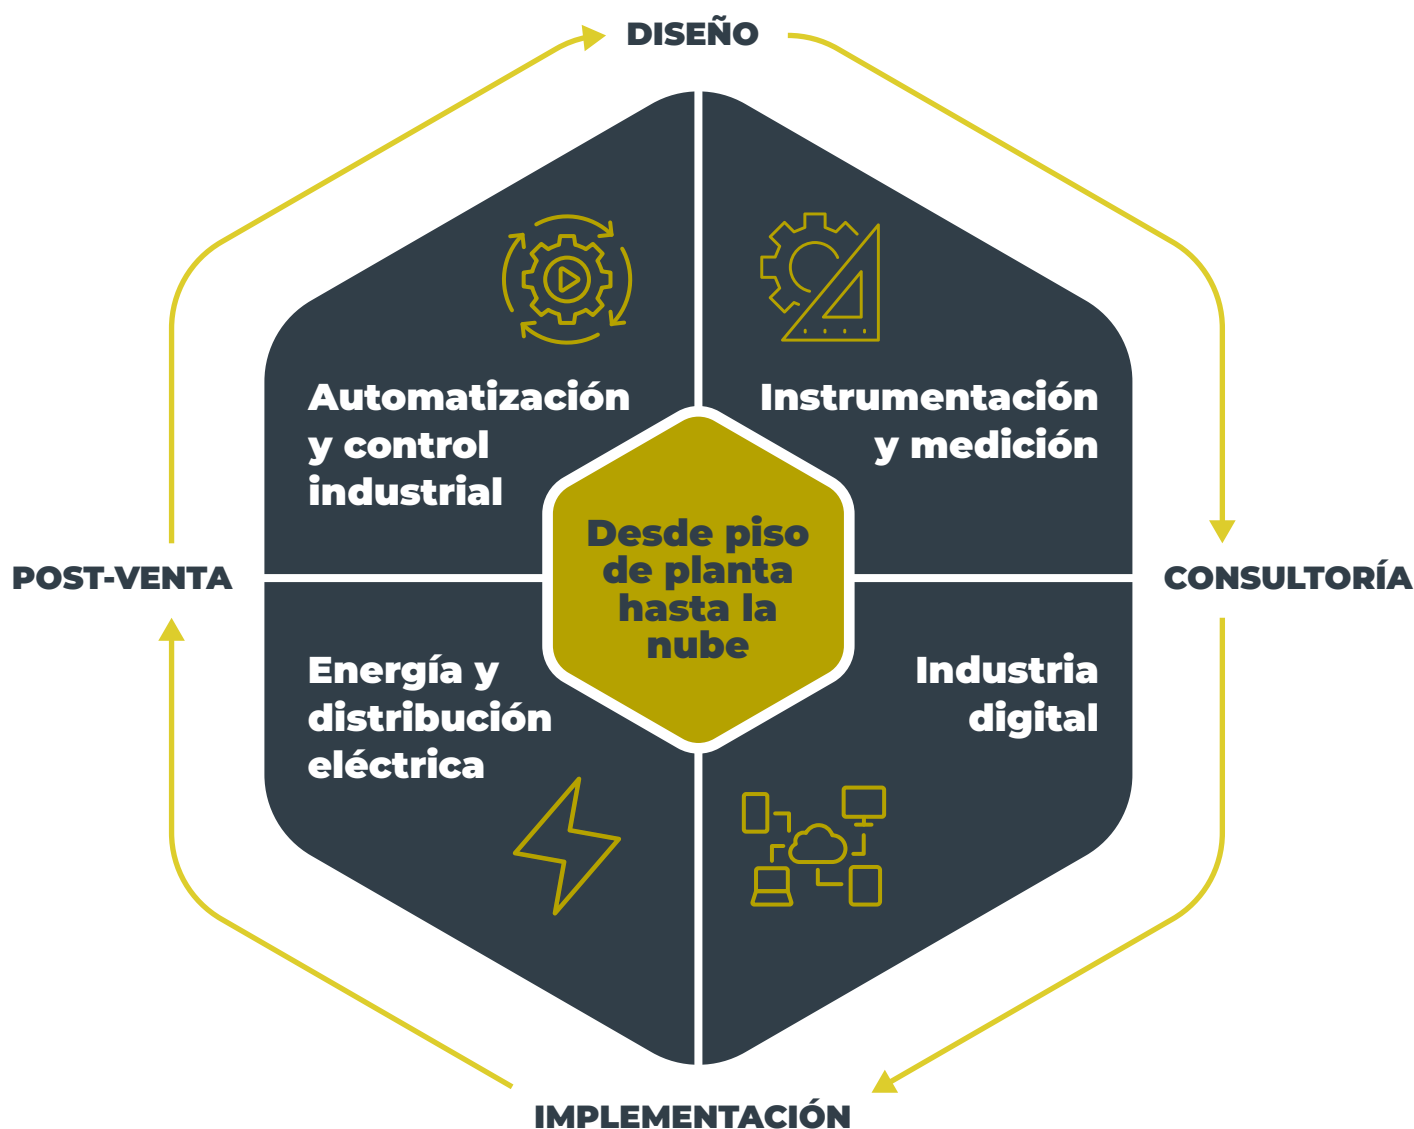 DISEÑO
Automatización
y control
industrial
Instrumentación
y medición
Desde piso
de planta
hasta la
nube
POST-VENTA
CONSULTORÍA
Energía y
distribución
eléctrica
Industria
digital
IMPLEMENTACIÓN